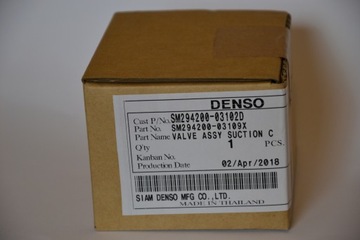 DENSO
Cust P/No. SM294200-03102D
Part No. SM294200-03109X
Part Name VALVE ASSY SUCTION C
Q'ty 1 PCS.
Kanban No.
Production Date 02/Apr/2018
SIAM DENSO MFG CO.,LTD.
MADE IN THAILAND